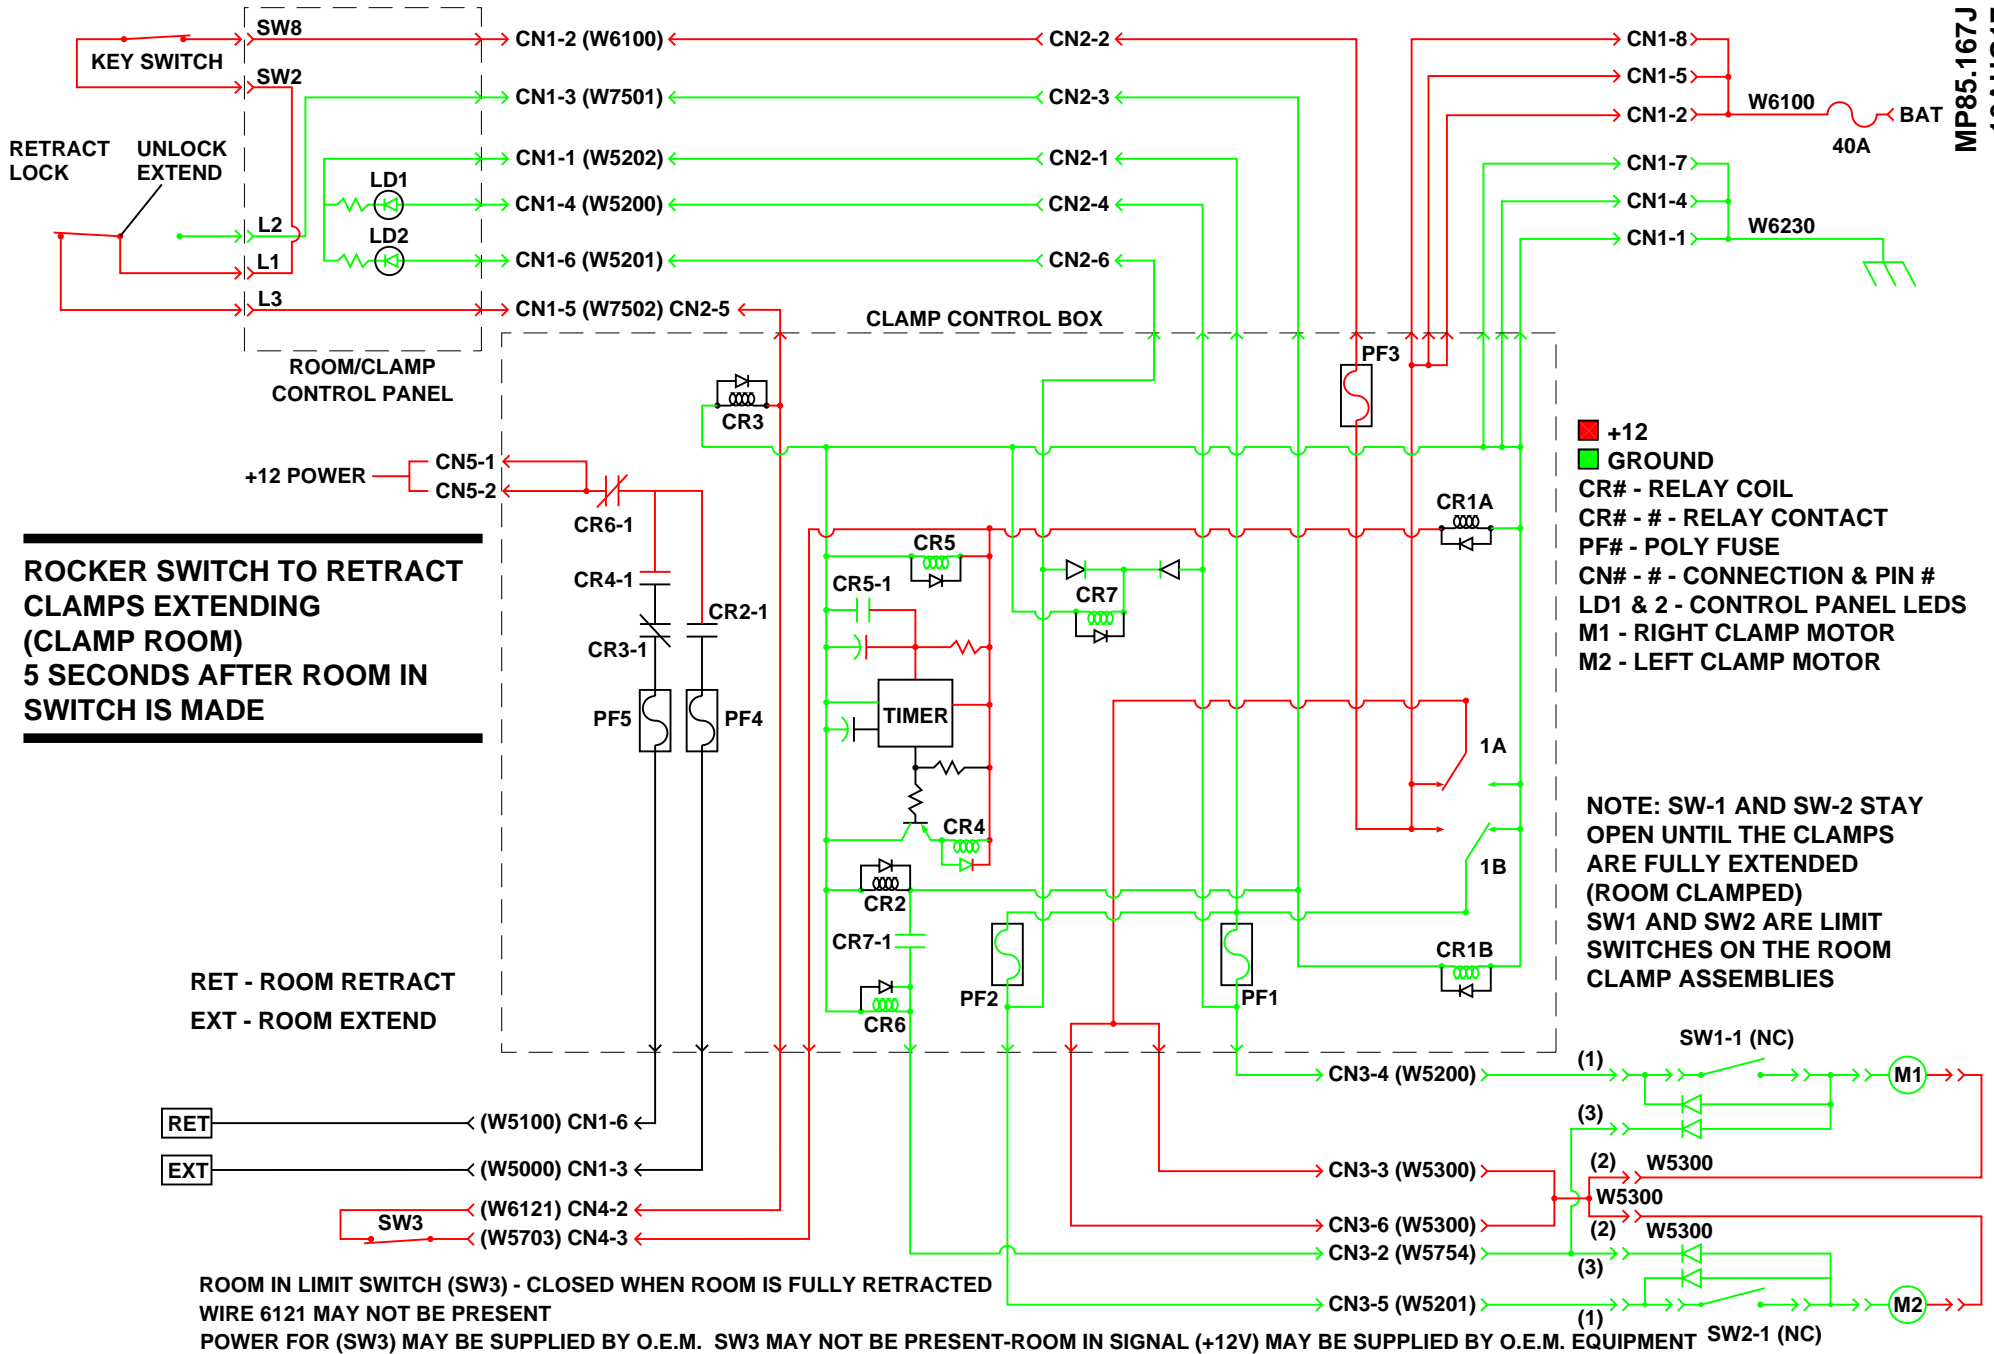 MP85.167J
SW8
CN1-2 (W6100)
CN2-2
CN1-8
KEY SWITCH
SW2
CN1-5
CN1-3 (W7501)
CN2-3
W6100
CN1-2
BAT
40A
RETRACT
LOCK
UNLOCK
EXTEND
CN1-1 (W5202)
CN2-1
CN1-7
LD1
CN1-4 (W5200)
CN2-4
CN1-4
L2
LD2
W6230
CN1-1
L1
CN1-6 (W5201)
CN2-6
L3
CN1-5 (W7502) CN2-5
CLAMP CONTROL BOX
ROOM/CLAMP
CONTROL PANEL
PF3
CR3
+12 POWER
CN5-1
CN5-2
CR6-1
CR1A
+12
GROUND
CR# - RELAY COIL
CR# - # - RELAY CONTACT
PF# - POLY FUSE
CN# - # - CONNECTION & PIN #
LD1 & 2 - CONTROL PANEL LEDS
M1 - RIGHT CLAMP MOTOR
M2 - LEFT CLAMP MOTOR
ROCKER SWITCH TO RETRACT
CLAMPS EXTENDING
(CLAMP ROOM)
5 SECONDS AFTER ROOM IN
SWITCH IS MADE
CR5
CR4-1
CR5-1
CR7
CR2-1
CR3-1
PF5
PF4
TIMER
1A
CR4
1B
CR2
CR7-1
CR1B
PF2
PF1
CR6
NOTE: SW-1 AND SW-2 STAY
OPEN UNTIL THE CLAMPS
ARE FULLY EXTENDED
(ROOM CLAMPED)
SW1 AND SW2 ARE LIMIT
SWITCHES ON THE ROOM
CLAMP ASSEMBLIES
RET - ROOM RETRACT
EXT - ROOM EXTEND
SW1-1 (NC)
CN3-4 (W5200)
(1)
M1
RET
(W5100) CN1-6
(3)
EXT
(W5000) CN1-3
CN3-3 (W5300)
(2)
W5300
W5300
(W6121) CN4-2
SW3
(W5703) CN4-3
CN3-6 (W5300)
(2)
W5300
CN3-2 (W5754)
(3)
CN3-5 (W5201)
(1)
M2
SW2-1 (NC)
ROOM IN LIMIT SWITCH (SW3) - CLOSED WHEN ROOM IS FULLY RETRACTED
WIRE 6121 MAY NOT BE PRESENT
POWER FOR (SW3) MAY BE SUPPLIED BY O.E.M. SW3 MAY NOT BE PRESENT-ROOM IN SIGNAL (+12V) MAY BE SUPPLIED BY O.E.M. EQUIPMENT